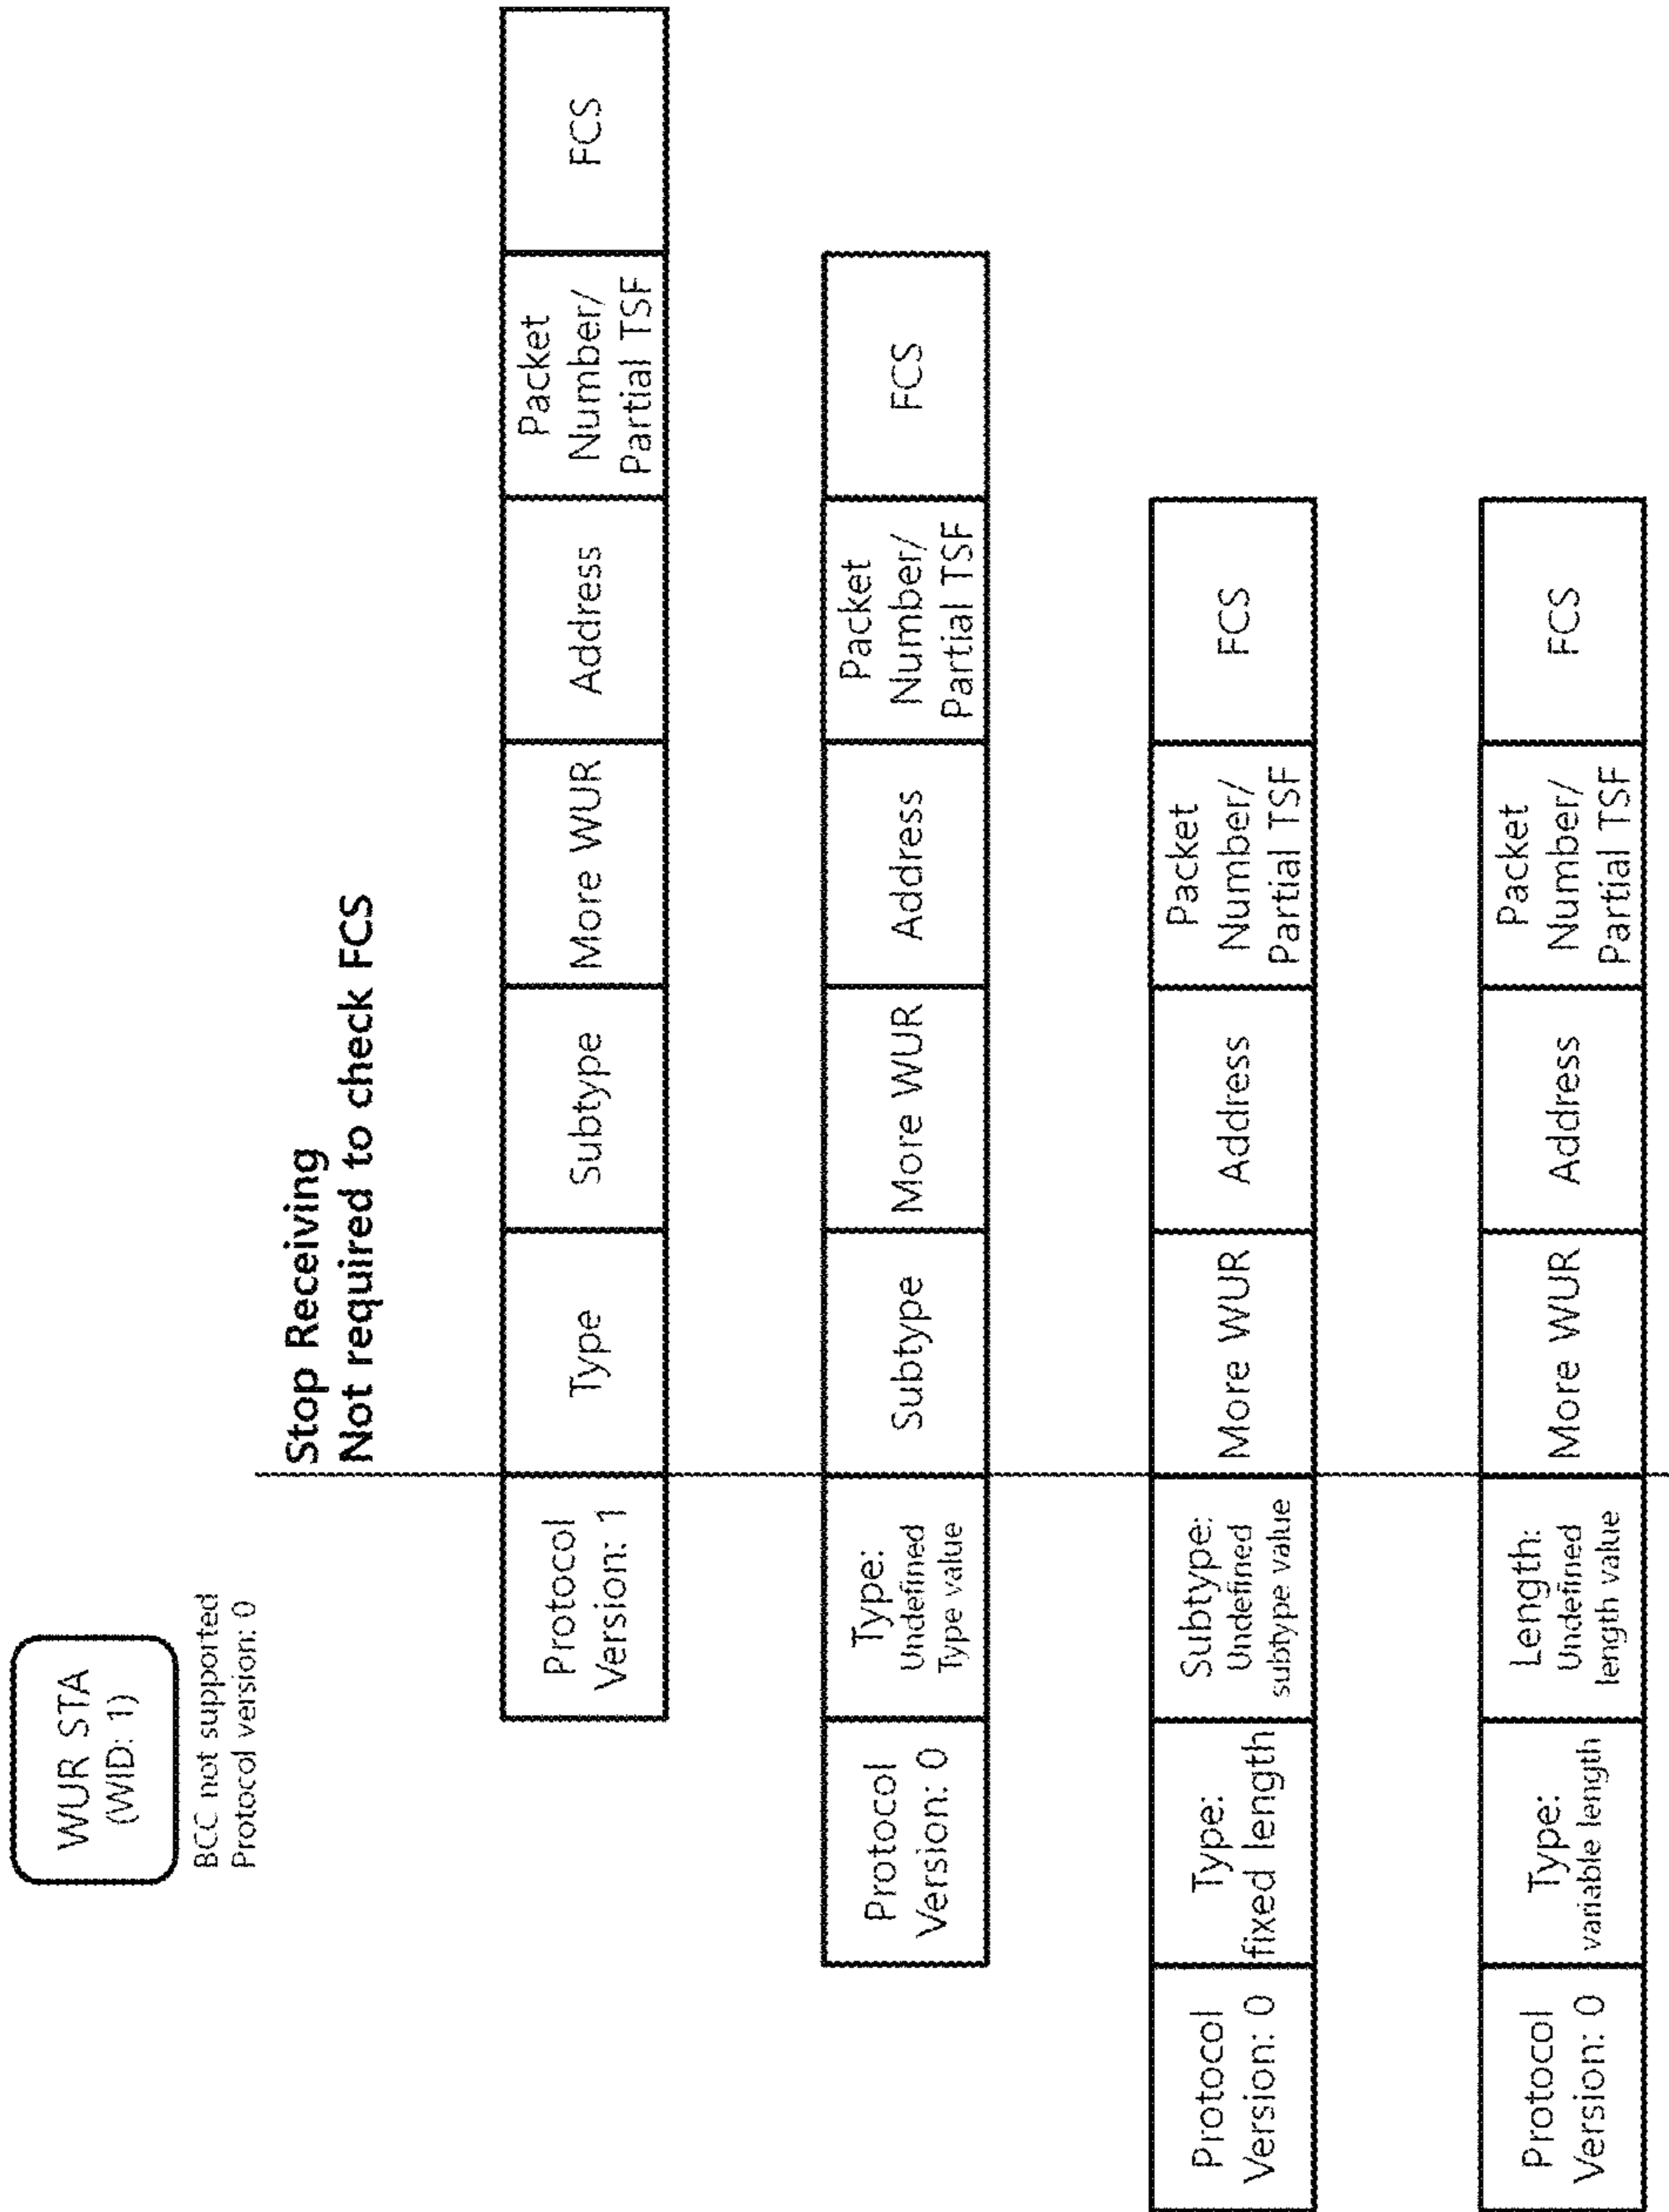 WUR STA
(WID: 1)
BCC not supported
Protocol version: 0
Stop Receiving
Not required to check FCS
Protocol
Version: 1
Type
Subtype
More WUR
Address
Packet
Number/
Partial TSF
FCS
Protocol
Version: 0
Type:
Undefined
Type value
Subtype
More WUR
Address
Packet
Number/
Partial TSF
FCS
Protocol
Version: 0
Type:
fixed length
Subtype:
Undefined
subtype value
More WUR
Address
Packet
Number/
Partial TSF
FCS
Protocol
Version: 0
Type:
variable length
Length:
Undefined
length value
More WUR
Address
Packet
Number/
Partial TSF
FCS